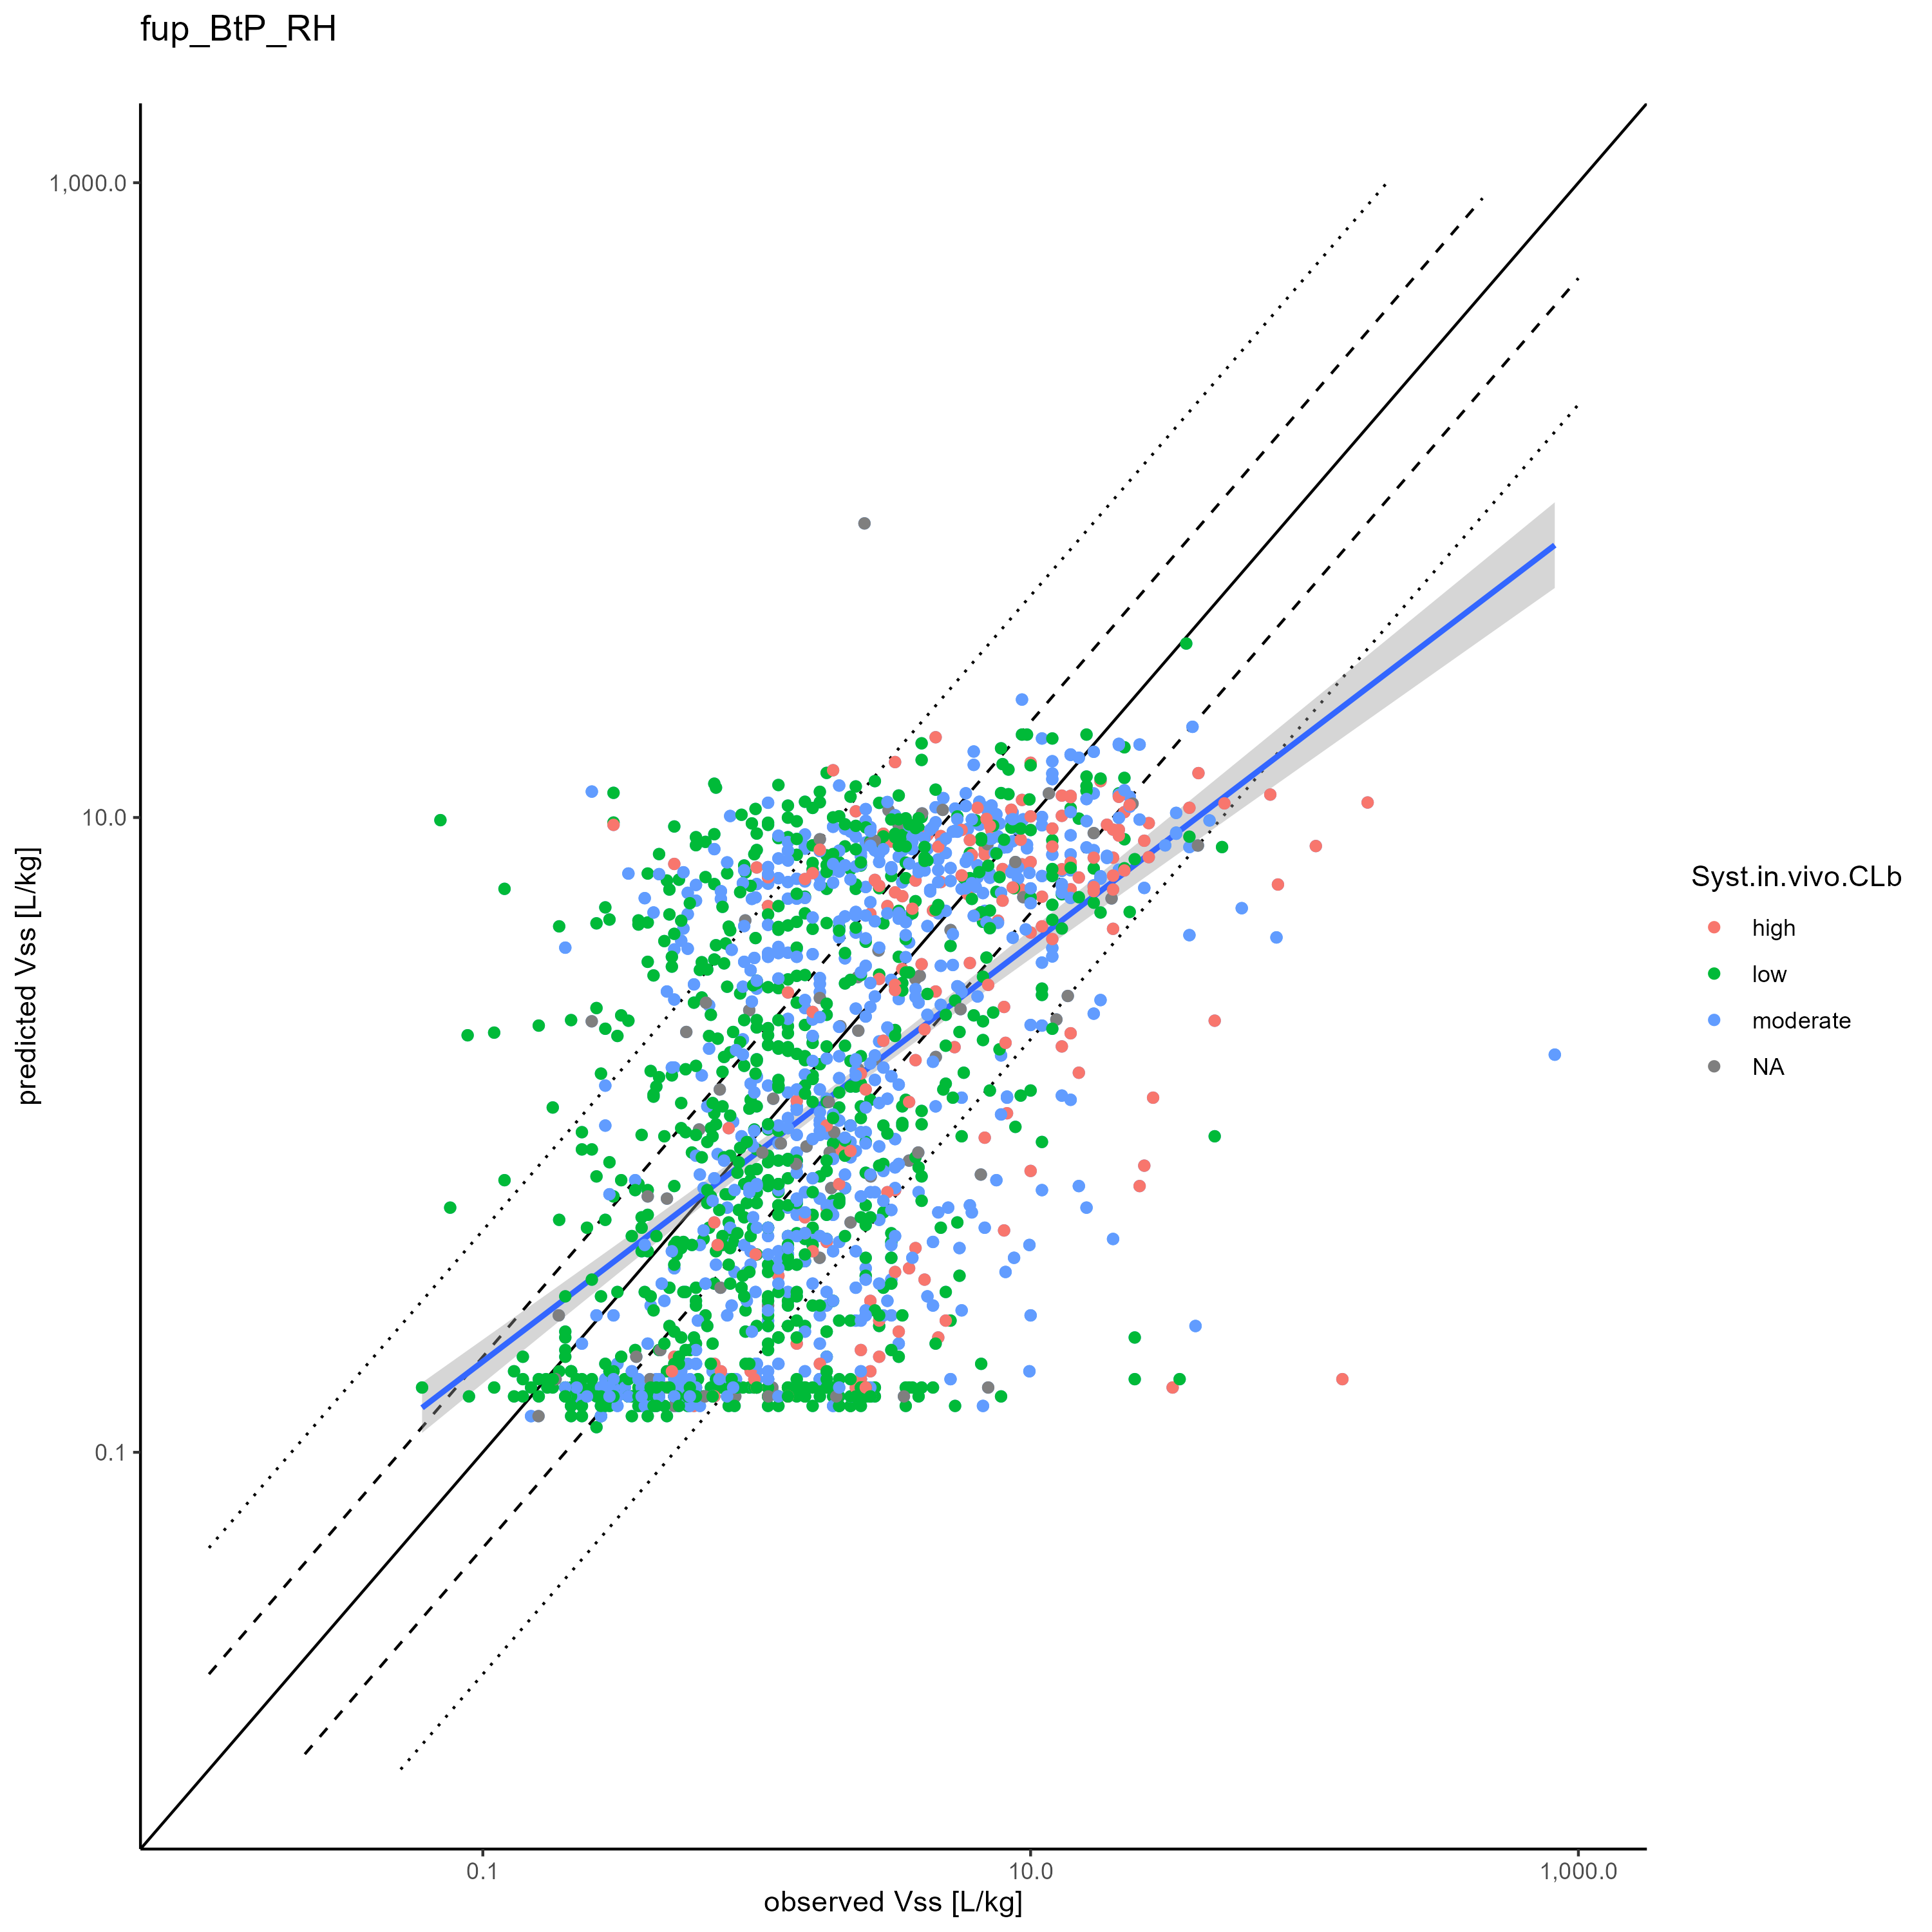 fup_BtP_RH
1,000.0
10.0
0.1
predicted Vss [L/kg]
0.1
10.0
1,000.0
observed Vss [L/kg]
Syst.in.vivo.CLb
high
low
moderate
NA